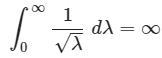 ∫₀^∞ 1/√λ dλ = ∞